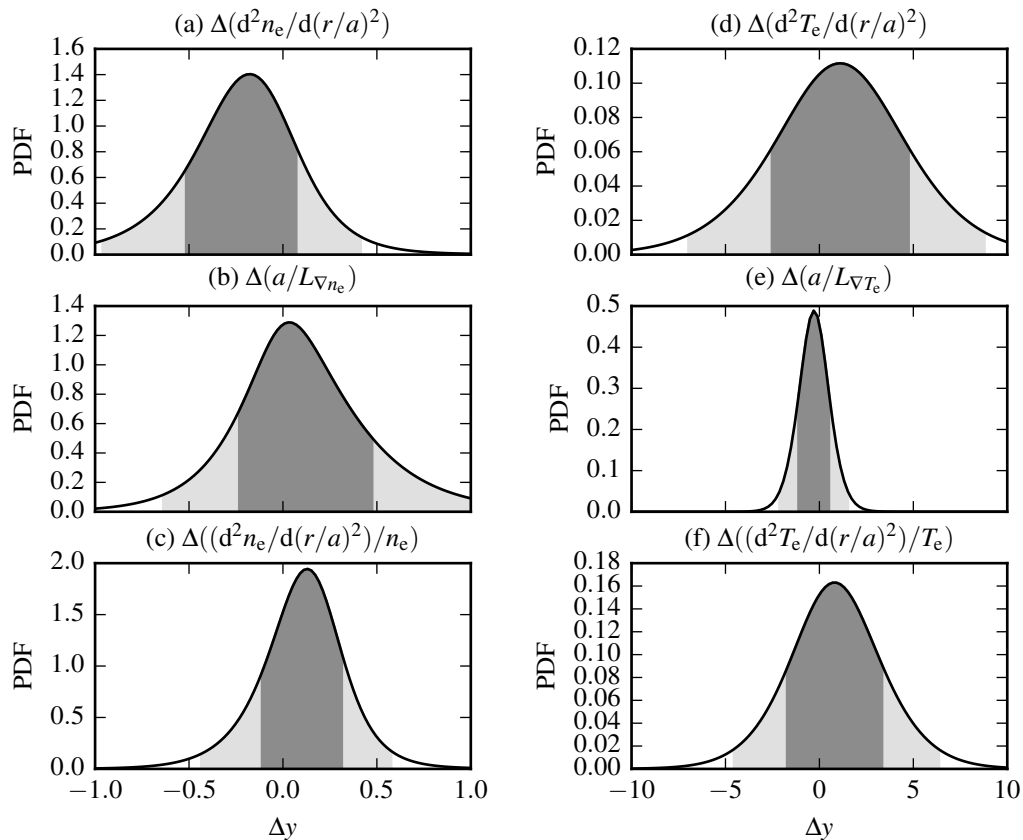 (a) Δ(d²nₑ/d(r/a)²)
PDF
1.6
1.4
1.2
1.0
0.8
0.6
0.4
0.2
0.0
(b) Δ(a/L∇nₑ)
PDF
1.4
1.2
1.0
0.8
0.6
0.4
0.2
0.0
(c) Δ((d²nₑ/d(r/a)²)/nₑ)
PDF
2.0
1.5
1.0
0.5
0.0
−1.0 −0.5 0.0 0.5 1.0
Δy
(d) Δ(d²Tₑ/d(r/a)²)
PDF
0.12
0.10
0.08
0.06
0.04
0.02
0.00
(e) Δ(a/L∇Tₑ)
PDF
0.5
0.4
0.3
0.2
0.1
0.0
(f) Δ((d²Tₑ/d(r/a)²)/Tₑ)
PDF
0.18
0.16
0.14
0.12
0.10
0.08
0.06
0.04
0.02
0.00
−10 −5 0 5 10
Δy